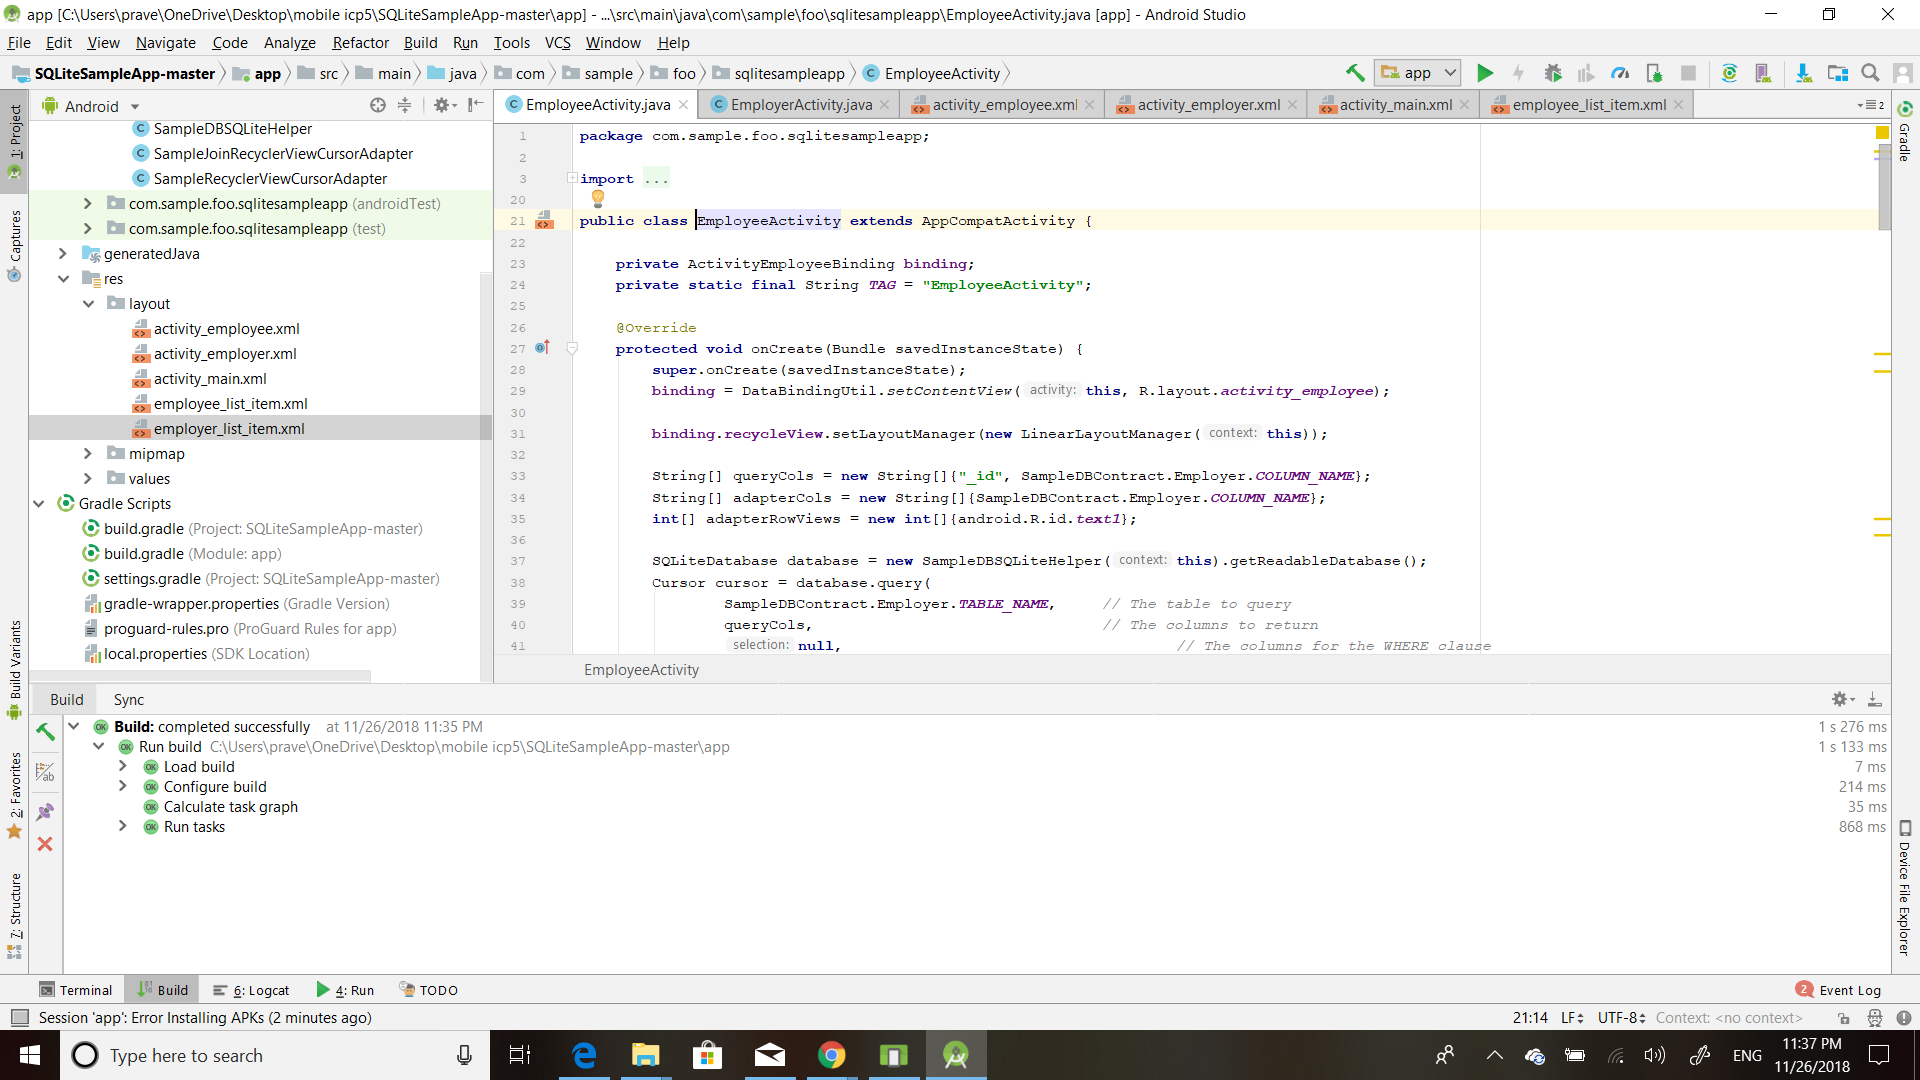 app [C:\Users\prave\OneDrive\Desktop\mobile icp5\SQLiteSampleApp-master\app] - ...\src\main\java\com\sample\foo\sqlitesampleapp\EmployeeActivity.java [app] - Android Studio
File Edit View Navigate Code Analyze Refactor Build Run Tools VCS Window Help
SQLiteSampleApp-master app src main java com sample foo sqlitesampleapp EmployeeActivity
app
Android
EmployeeActivity.java EmployerActivity.java activity_employee.xml activity_employer.xml activity_main.xml employee_list_item.xml
2
1: Project
Captures
Build Variants
2: Favorites
7: Structure
SampleDBSQLiteHelper
SampleJoinRecyclerViewCursorAdapter
SampleRecyclerViewCursorAdapter
com.sample.foo.sqlitesampleapp (androidTest)
com.sample.foo.sqlitesampleapp (test)
generatedJava
res
layout
activity_employee.xml
activity_employer.xml
activity_main.xml
employee_list_item.xml
employer_list_item.xml
mipmap
values
Gradle Scripts
build.gradle (Project: SQLiteSampleApp-master)
build.gradle (Module: app)
settings.gradle (Project: SQLiteSampleApp-master)
gradle-wrapper.properties (Gradle Version)
proguard-rules.pro (ProGuard Rules for app)
local.properties (SDK Location)
1 package com.sample.foo.sqlitesampleapp;
2
3 import ...
20
21 public class EmployeeActivity extends AppCompatActivity {
22
23 private ActivityEmployeeBinding binding;
24 private static final String TAG = "EmployeeActivity";
25
26 @Override
27 protected void onCreate(Bundle savedInstanceState) {
28 super.onCreate(savedInstanceState);
29 binding = DataBindingUtil.setContentView( activity: this, R.layout.activity_employee);
30
31 binding.recycleView.setLayoutManager(new LinearLayoutManager( context: this));
32
33 String[] queryCols = new String[]{"_id", SampleDBContract.Employer.COLUMN_NAME};
34 String[] adapterCols = new String[]{SampleDBContract.Employer.COLUMN_NAME};
35 int[] adapterRowViews = new int[]{android.R.id.text1};
36
37 SQLiteDatabase database = new SampleDBSQLiteHelper( context: this).getReadableDatabase();
38 Cursor cursor = database.query(
39 SampleDBContract.Employer.TABLE_NAME, // The table to query
40 queryCols, // The columns to return
41 selection: null, // The columns for the WHERE clause
EmployeeActivity
Gradle
Device File Explorer
Build Sync
Build: completed successfully at 11/26/2018 11:35 PM 1 s 276 ms
Run build C:\Users\prave\OneDrive\Desktop\mobile icp5\SQLiteSampleApp-master\app 1 s 133 ms
Load build 7 ms
Configure build 214 ms
Calculate task graph 35 ms
Run tasks 868 ms
Terminal Build 6: Logcat 4: Run TODO 2 Event Log
Session 'app': Error Installing APKs (2 minutes ago) 21:14 LF UTF-8 Context: <no context>
Type here to search
ENG
11:37 PM
11/26/2018